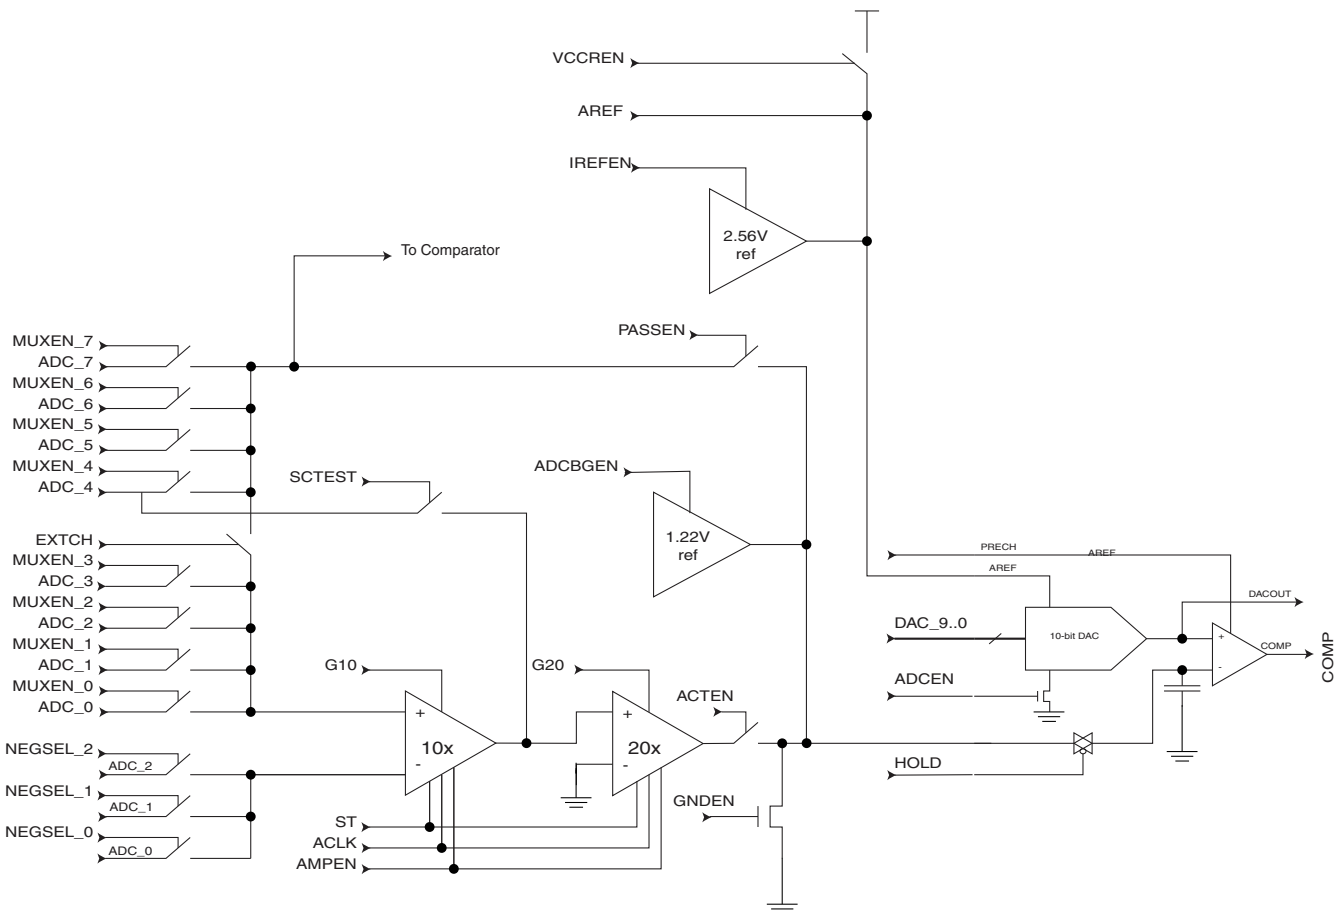 VCCREN
AREF
IREFEN
2.56V
ref
To Comparator
PASSEN
MUXEN_7
ADC_7
MUXEN_6
ADC_6
MUXEN_5
ADC_5
MUXEN_4
ADC_4
SCTEST
ADCBGEN
1.22V
ref
EXTCH
MUXEN_3
ADC_3
MUXEN_2
ADC_2
MUXEN_1
ADC_1
MUXEN_0
ADC_0
PRECH
AREF
AREF
DACOUT
DAC_9..0
10-bit DAC
+
-
COMP
COMP
ADCEN
G10
G20
ACTEN
+
10x
-
+
20x
-
HOLD
NEGSEL_2
ADC_2
NEGSEL_1
ADC_1
NEGSEL_0
ADC_0
GNDEN
ST
ACLK
AMPEN